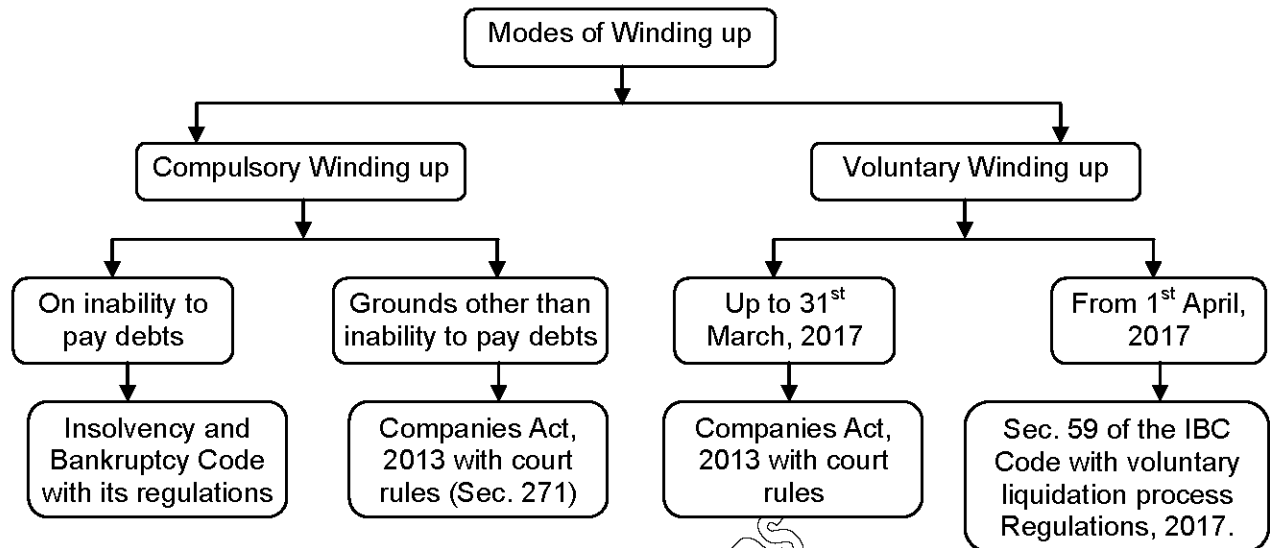 Modes of Winding up
Compulsory Winding up
Voluntary Winding up
On inability to
pay debts
Grounds other than
inability to pay debts
Up to 31st
March, 2017
From 1st April,
2017
Insolvency and
Bankruptcy Code
with its regulations
Companies Act,
2013 with court
rules (Sec. 271)
Companies Act,
2013 with court
rules
Sec. 59 of the IBC
Code with voluntary
liquidation process
Regulations, 2017.